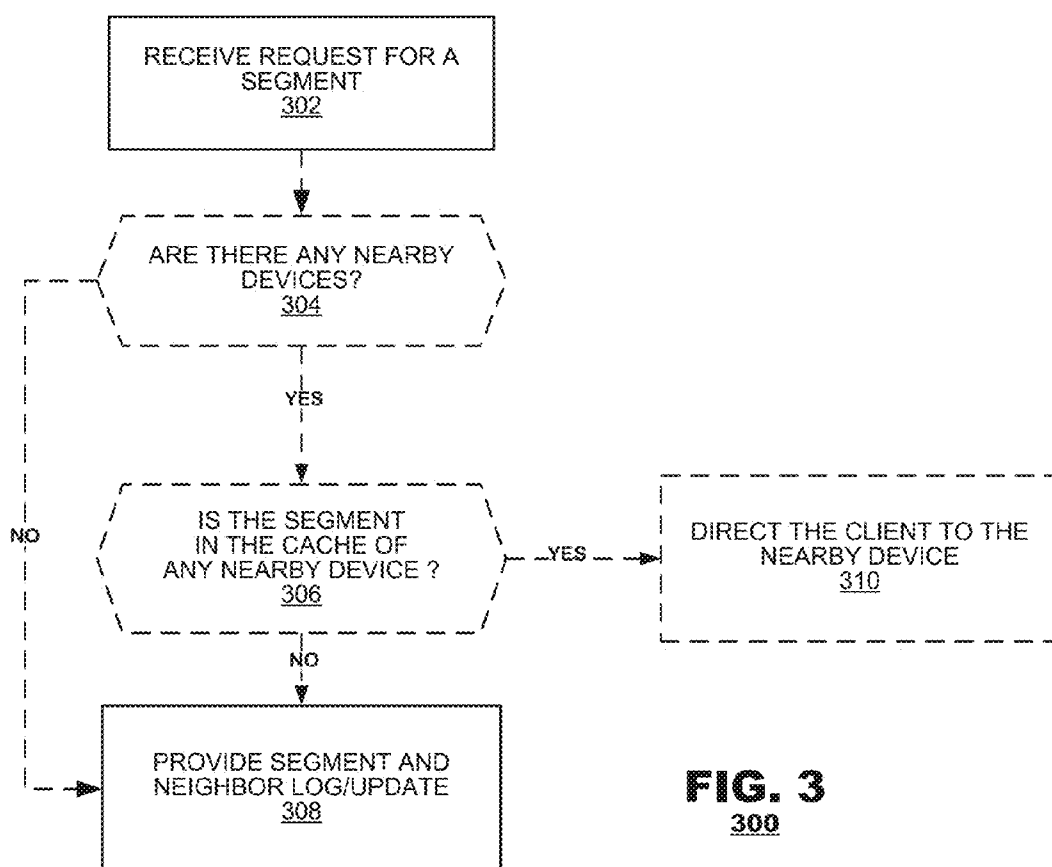 RECEIVE REQUEST FOR A
SEGMENT
302
ARE THERE ANY NEARBY
DEVICES?
304
YES
NO
IS THE SEGMENT
IN THE CACHE OF
ANY NEARBY DEVICE ?
306
YES
DIRECT THE CLIENT TO THE
NEARBY DEVICE
310
NO
PROVIDE SEGMENT AND
NEIGHBOR LOG/UPDATE
308
FIG. 3
300